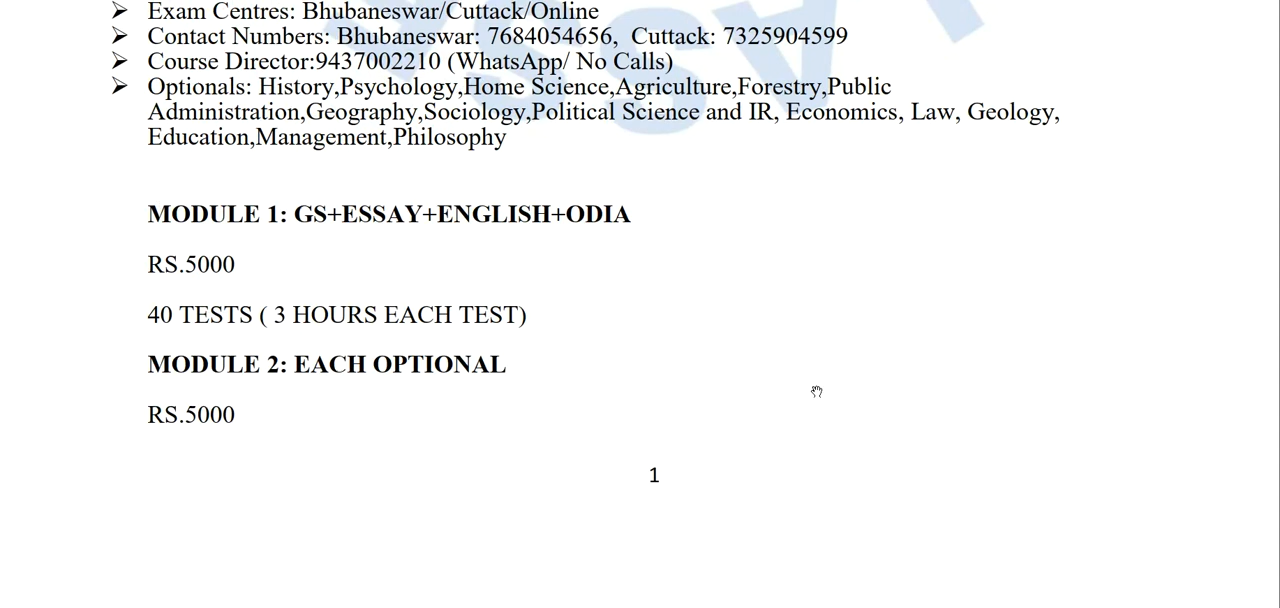 ➢ Exam Centres: Bhubaneswar/Cuttack/Online
➢ Contact Numbers: Bhubaneswar: 7684054656, Cuttack: 7325904599
➢ Course Director:9437002210 (WhatsApp/ No Calls)
➢ Optionals: History,Psychology,Home Science,Agriculture,Forestry,Public
Administration,Geography,Sociology,Political Science and IR, Economics, Law, Geology,
Education,Management,Philosophy
MODULE 1: GS+ESSAY+ENGLISH+ODIA
RS.5000
40 TESTS ( 3 HOURS EACH TEST)
MODULE 2: EACH OPTIONAL
RS.5000
1